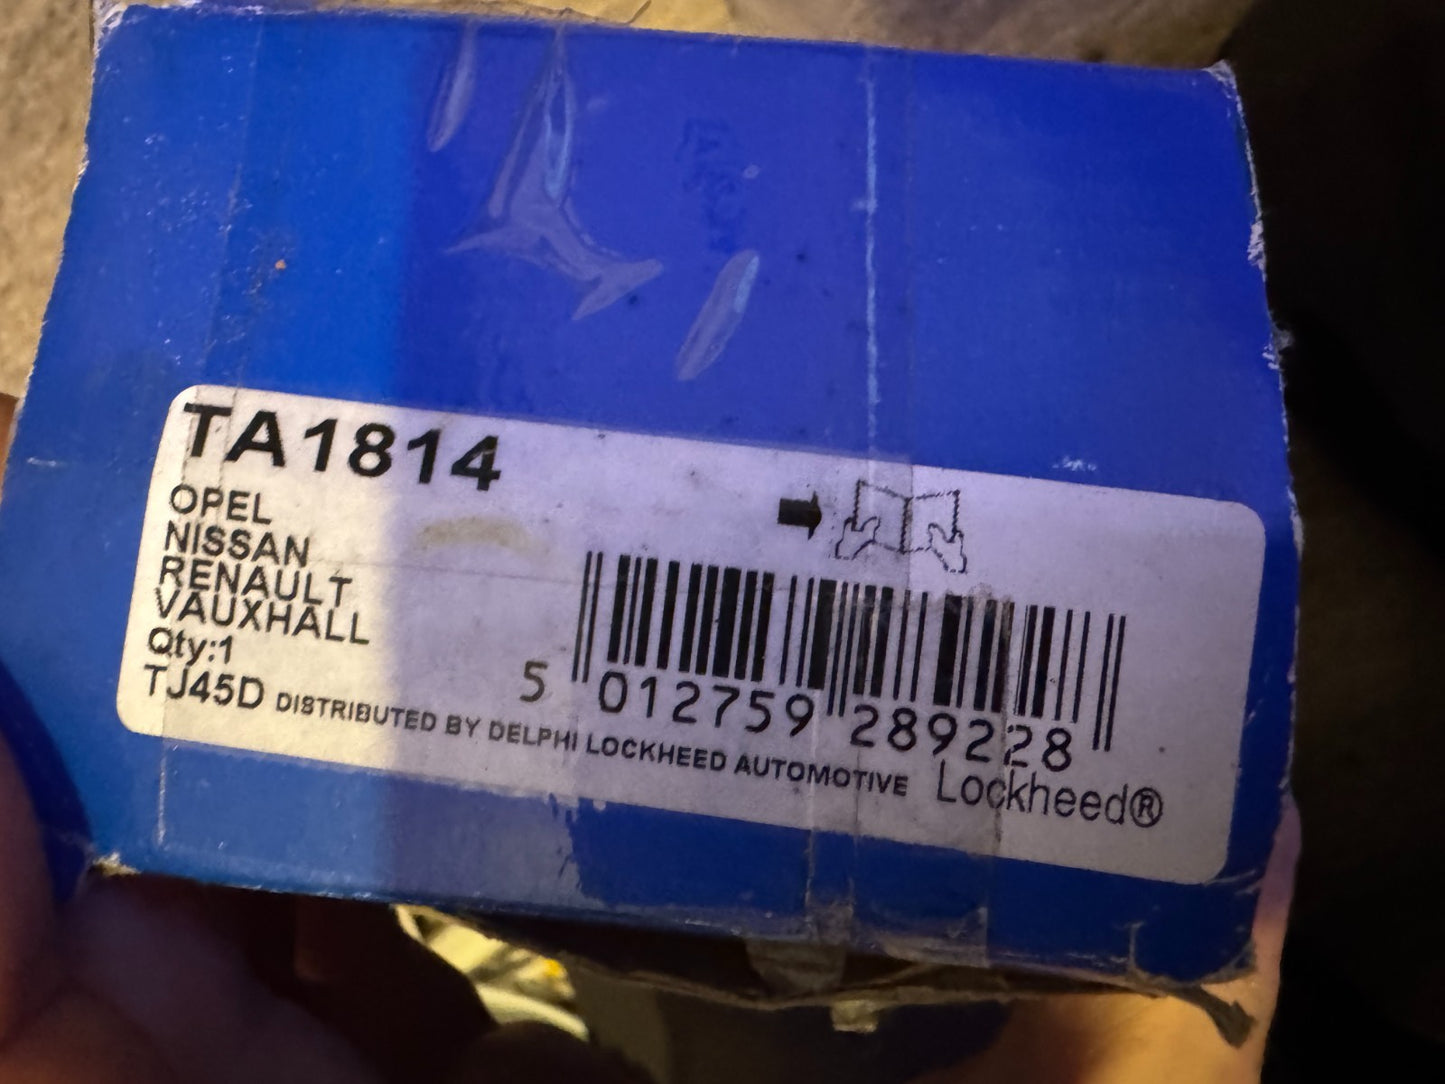 TA1814
OPEL
NISSAN
RENAULT
VAUXHALL
Qty:1
TJ45D DISTRIBUTED BY DELPHI LOCKHEED AUTOMOTIVE Lockheed®
5 012759 289228